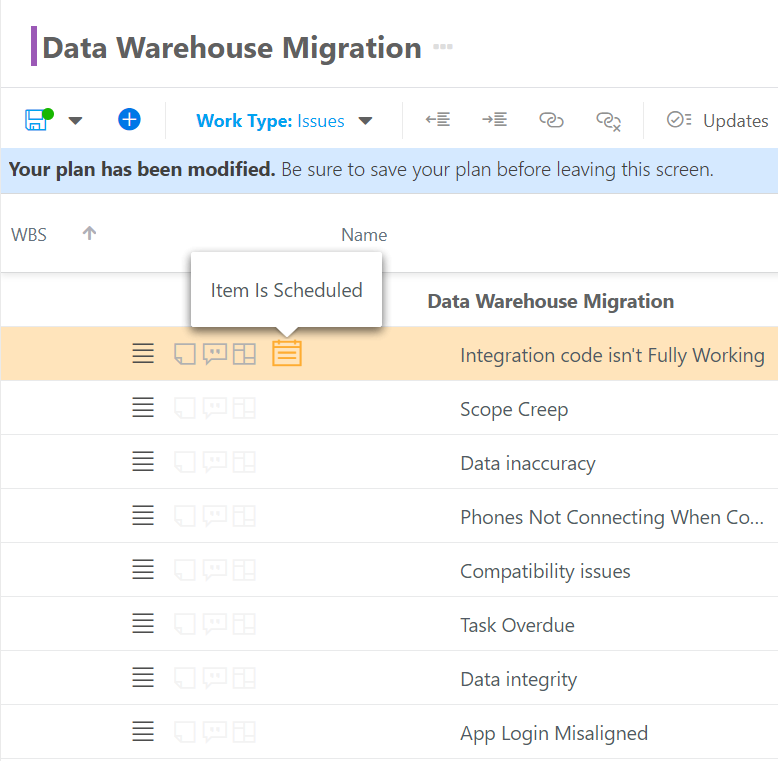 Data Warehouse Migration
Work Type: Issues Updates
Your plan has been modified. Be sure to save your plan before leaving this screen.
WBS Name
Item Is Scheduled
Data Warehouse Migration
Integration code isn't Fully Working
Scope Creep
Data inaccuracy
Phones Not Connecting When Co...
Compatibility issues
Task Overdue
Data integrity
App Login Misaligned